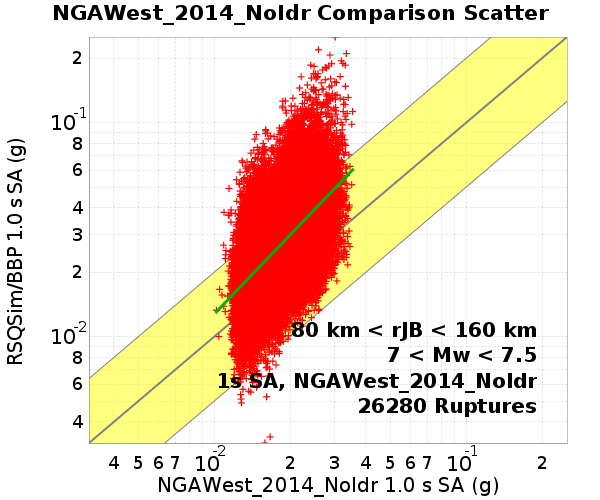 NGAWest_2014_NoIdr Comparison Scatter
2
10⁻¹
8
6
4
3
2
10⁻²
8
6
4
RSQSim/BBP 1.0 s SA (g)
80 km < rJB < 160 km
7 < Mw < 7.5
1s SA, NGAWest_2014_NoIdr
26280 Ruptures
4 5 6 7 10⁻² 2 3 4 5 6 7 10⁻¹ 2
NGAWest_2014_NoIdr 1.0 s SA (g)